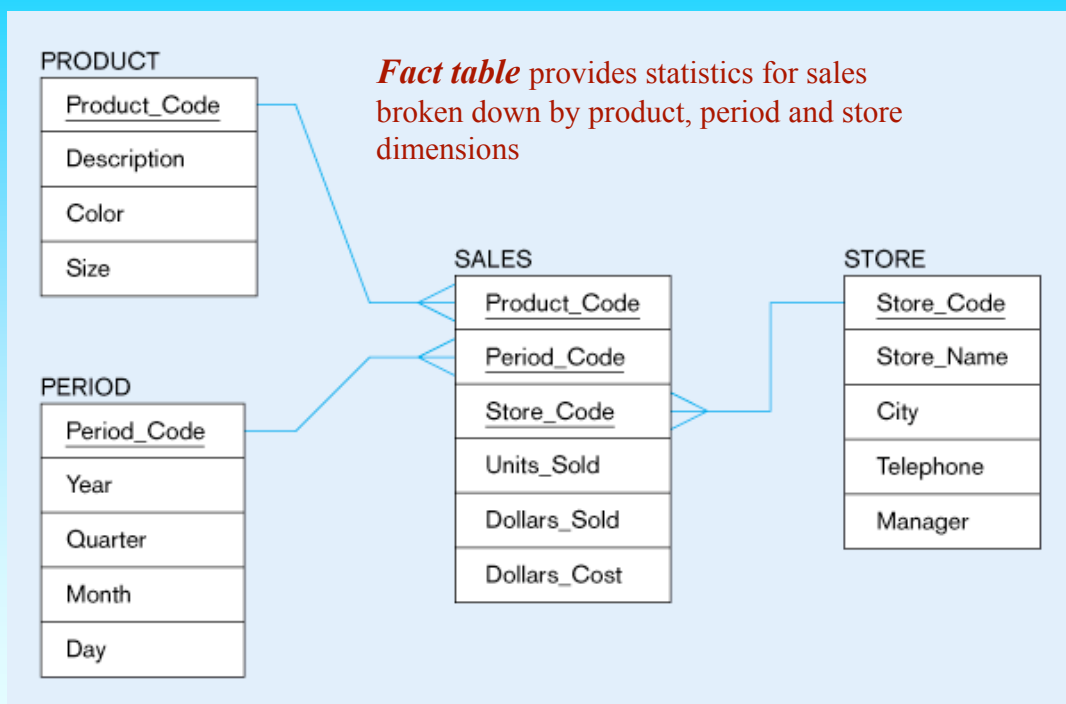 PRODUCT
Product_Code
Description
Color
Size
Fact table provides statistics for sales
broken down by product, period and store
dimensions
PERIOD
Period_Code
Year
Quarter
Month
Day
SALES
Product_Code
Period_Code
Store_Code
Units_Sold
Dollars_Sold
Dollars_Cost
STORE
Store_Code
Store_Name
City
Telephone
Manager